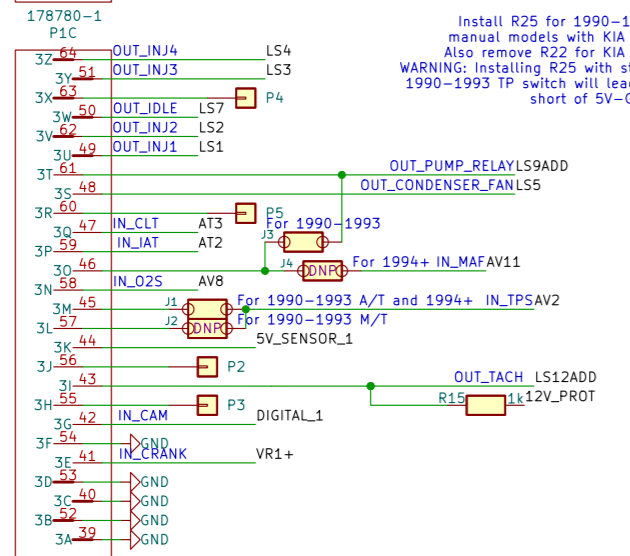 178780-1
P1C
Install R25 for 1990-1
manual models with KIA
Also remove R22 for KIA
WARNING: Installing R25 with st
1990-1993 TP switch will lea
short of 5V-G
3Z 64 OUT_INJ4 LS4
3Y 51 OUT_INJ3 LS3
3X 63 P4
3W 50 OUT_IDLE LS7
3V 62 OUT_INJ2 LS2
3U 49 OUT_INJ1 LS1
3T 61 OUT_PUMP_RELAY LS9ADD
3S 48 OUT_CONDENSER_FAN LS5
3R 60 P5
3Q 47 IN_CLT AT3 J3 For 1990-1993
3P 59 IN_IAT AT2
3O 46 J4 DNP For 1994+ IN_MAF AV11
3N 58 IN_O2S AV8
3M 45 J1 For 1990-1993 A/T and 1994+ IN_TPS AV2
3L 57 J2 DNP For 1990-1993 M/T
3K 44 5V_SENSOR_1
3J 56 P2
3I 43 OUT_TACH LS12ADD
3H 55 P3 R15 1k 12V_PROT
3G 42 IN_CAM DIGITAL_1
3F 54 GND
3E 41 IN_CRANK VR1+
3D 53 GND
3C 40 GND
3B 52 GND
3A 39 GND